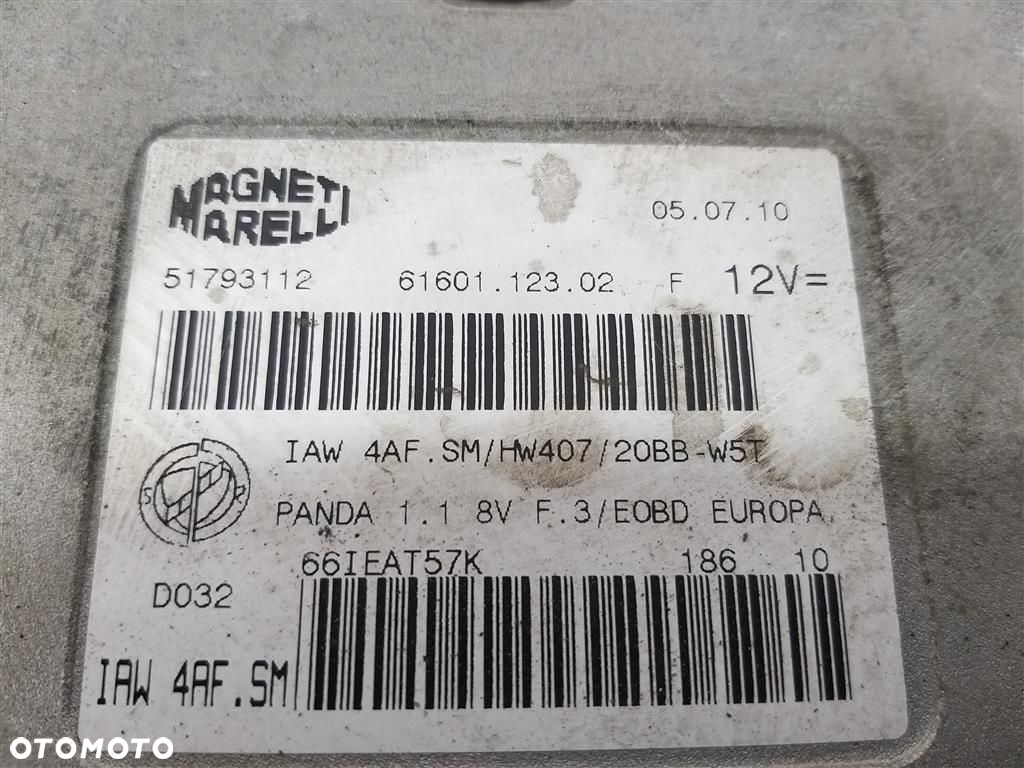 MAGNETI
MARELLI
05.07.10
51793112 61601.123.02 F 12V=
IAW 4AF.SM/HW407/20BB-W5T
PANDA 1.1 8V F.3/EOBD EUROPA
66IEAT57K 186 10
D032
IAW 4AF.SM
OTOMOTO